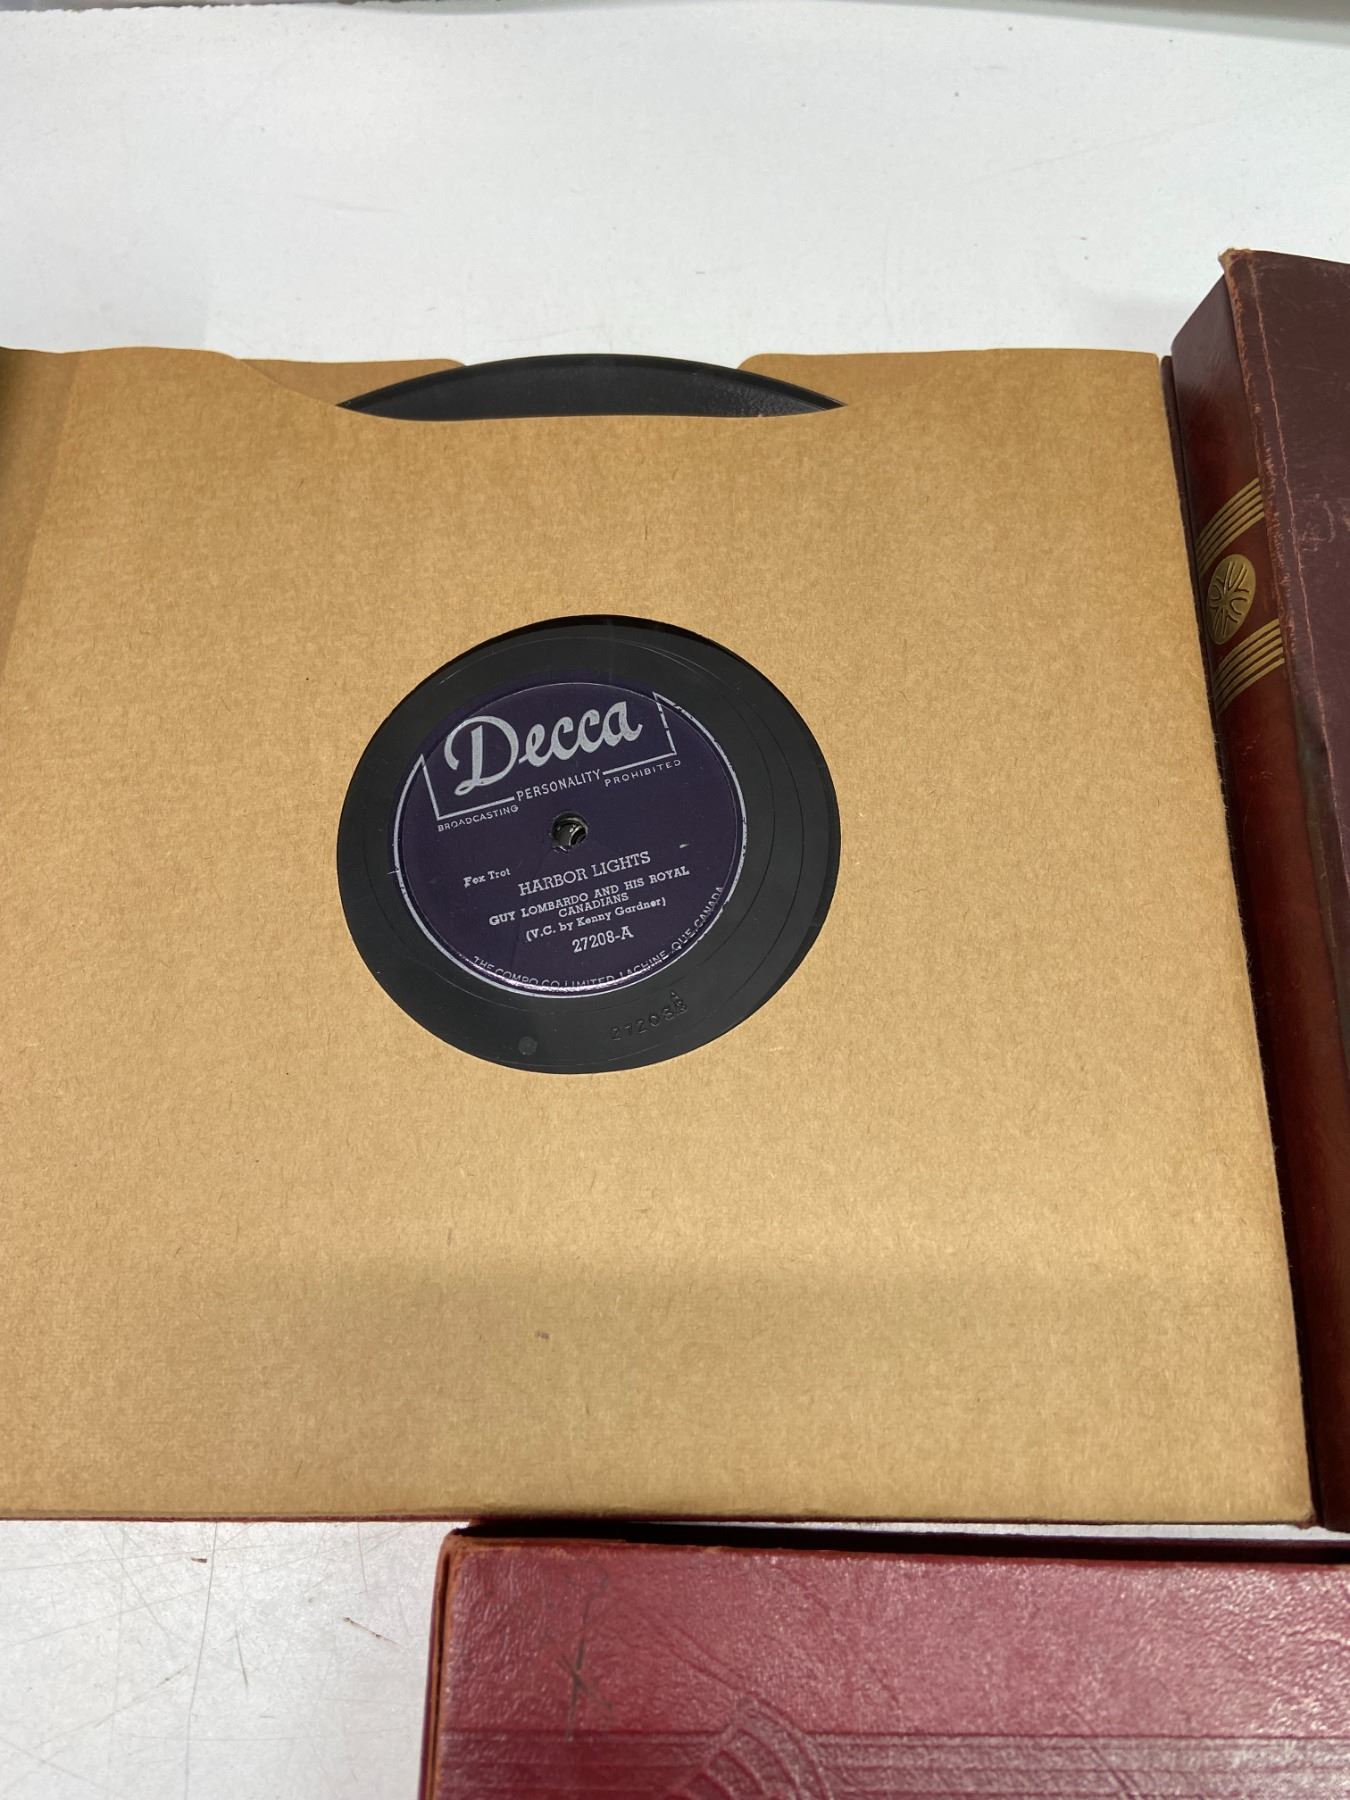 Decca
PERSONALITY
BROADCASTING PROHIBITED
Fox Trot
HARBOR LIGHTS
GUY LOMBARDO AND HIS ROYAL
CANADIANS
(V.C. by Kenny Gardner)
27208-A
THE COMPO CO. LIMITED, LACHINE, QUE, CANADA
27208